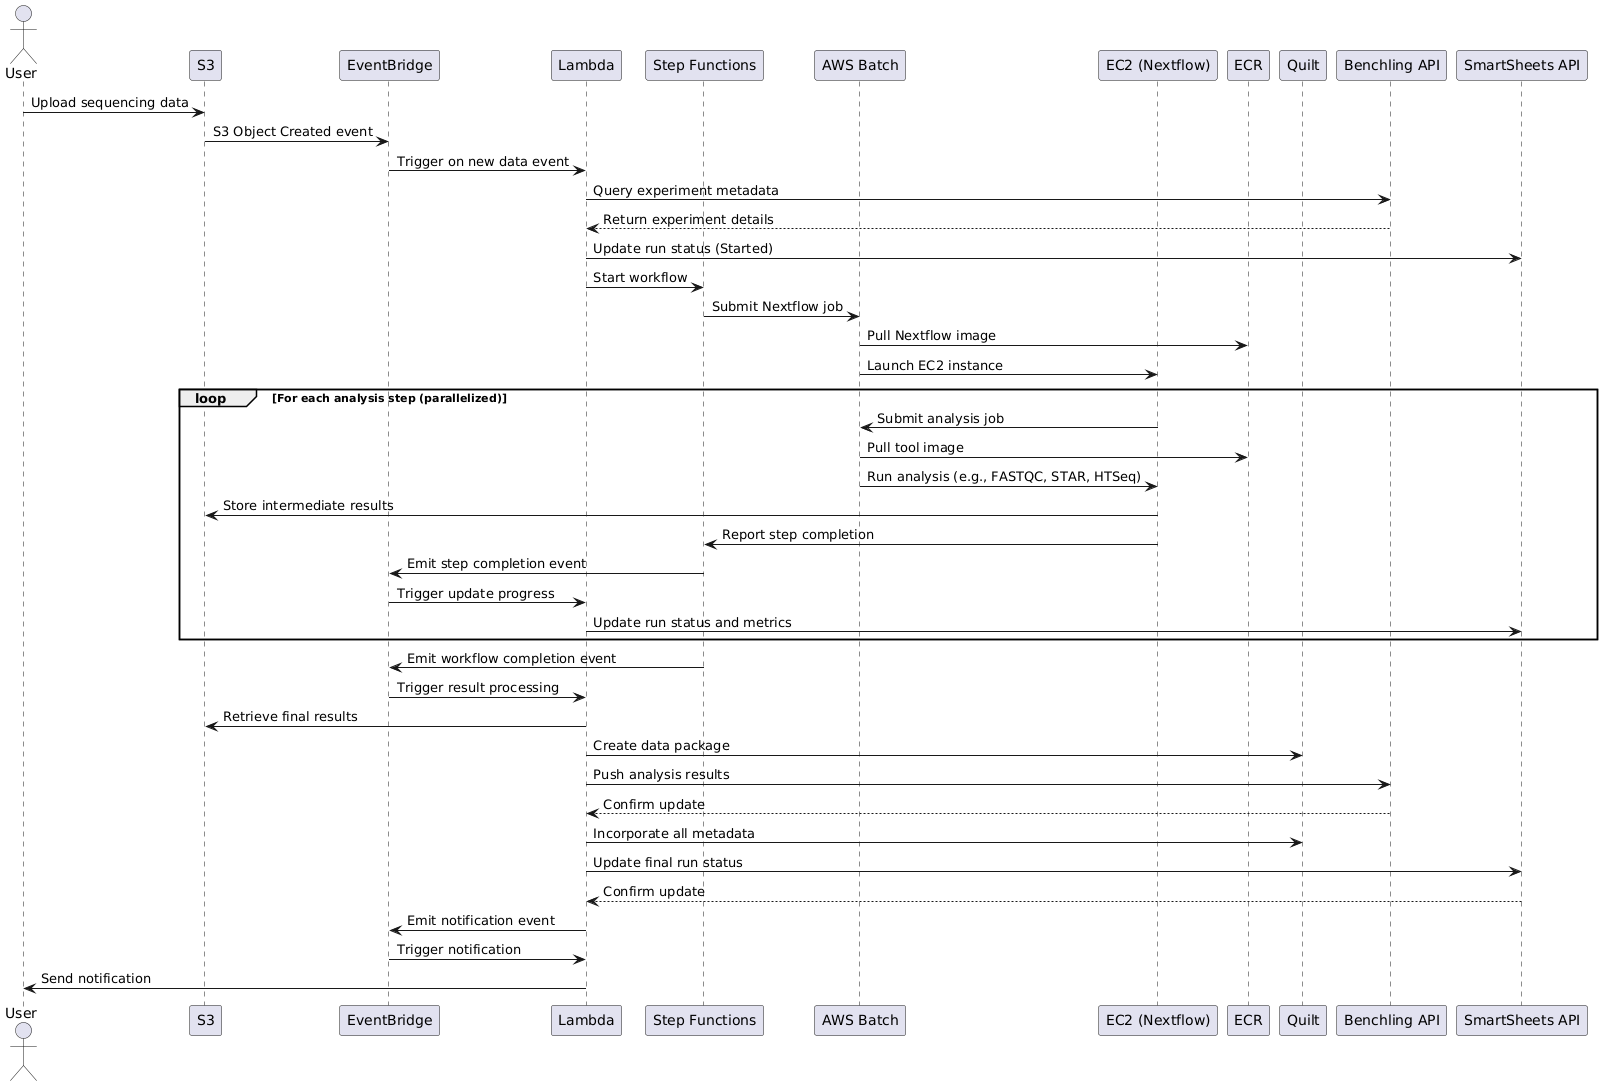 User
S3
EventBridge
Lambda
Step Functions
AWS Batch
EC2 (Nextflow)
ECR
Quilt
Benchling API
SmartSheets API
Upload sequencing data
S3 Object Created event
Trigger on new data event
Query experiment metadata
Return experiment details
Update run status (Started)
Start workflow
Submit Nextflow job
Pull Nextflow image
Launch EC2 instance
loop
[For each analysis step (parallelized)]
Submit analysis job
Pull tool image
Run analysis (e.g., FASTQC, STAR, HTSeq)
Store intermediate results
Report step completion
Emit step completion event
Trigger update progress
Update run status and metrics
Emit workflow completion event
Trigger result processing
Retrieve final results
Create data package
Push analysis results
Confirm update
Incorporate all metadata
Update final run status
Confirm update
Emit notification event
Trigger notification
Send notification
User
S3
EventBridge
Lambda
Step Functions
AWS Batch
EC2 (Nextflow)
ECR
Quilt
Benchling API
SmartSheets API